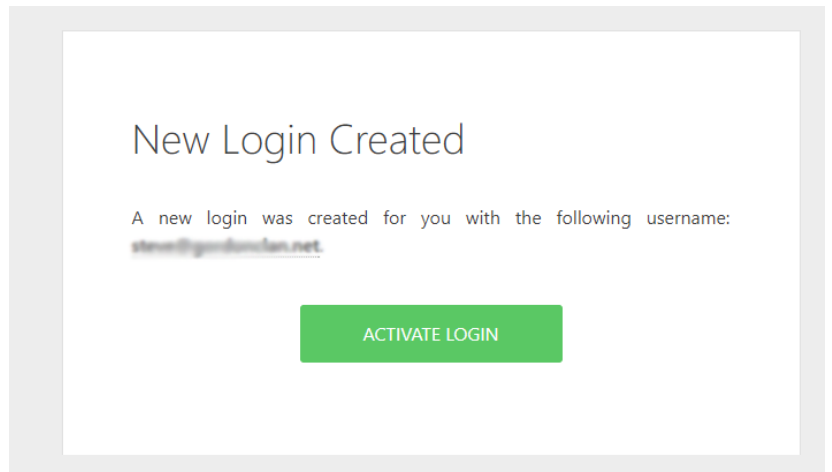 New Login Created
A new login was created for you with the following username:
ACTIVATE LOGIN